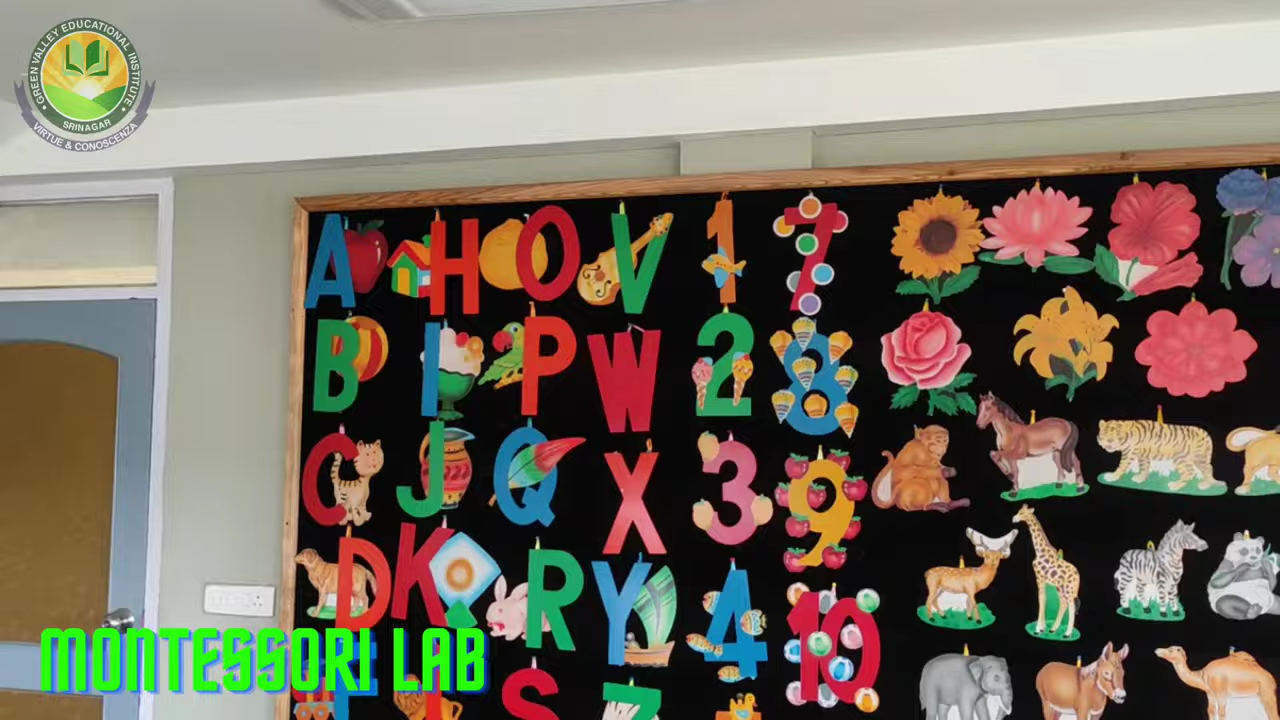 GREEN VALLEY EDUCATIONAL INSTITUTE
SRINAGAR
VIRTUE & CONOSCENZA
A H O V 1 7
B I P W 2 8
C J Q X 3 9
D K R Y 4 10
E L S Z
MONTESSORI LAB